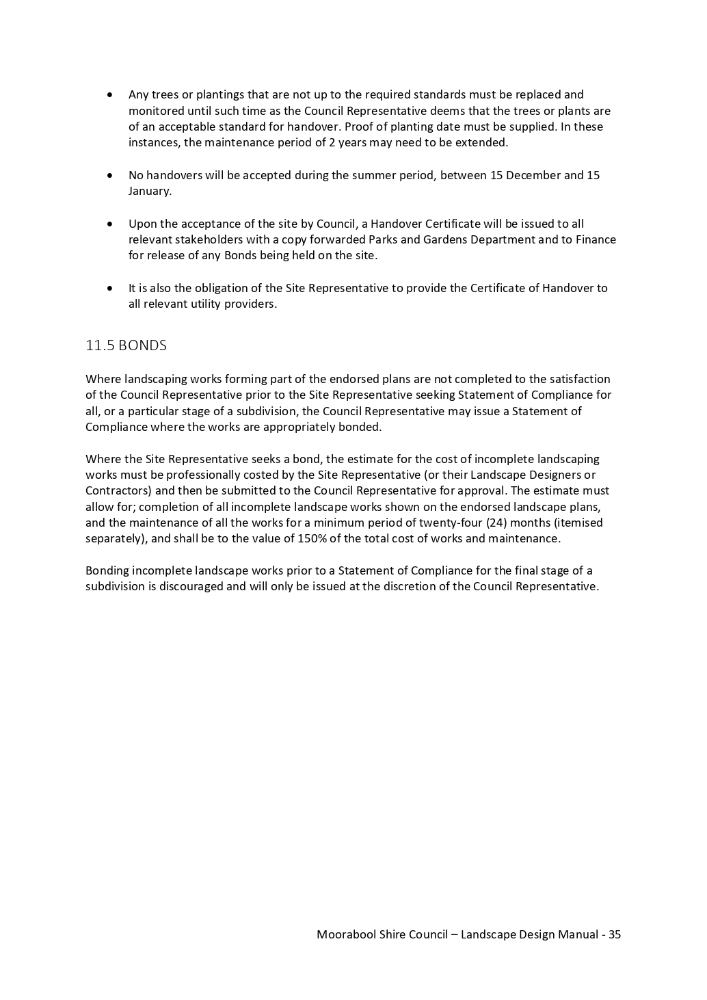 • Any trees or plantings that are not up to the required standards must be replaced and
monitored until such time as the Council Representative deems that the trees or plants are
of an acceptable standard for handover. Proof of planting date must be supplied. In these
instances, the maintenance period of 2 years may need to be extended.
• No handovers will be accepted during the summer period, between 15 December and 15
January.
• Upon the acceptance of the site by Council, a Handover Certificate will be issued to all
relevant stakeholders with a copy forwarded Parks and Gardens Department and to Finance
for release of any Bonds being held on the site.
• It is also the obligation of the Site Representative to provide the Certificate of Handover to
all relevant utility providers.
11.5 BONDS
Where landscaping works forming part of the endorsed plans are not completed to the satisfaction
of the Council Representative prior to the Site Representative seeking Statement of Compliance for
all, or a particular stage of a subdivision, the Council Representative may issue a Statement of
Compliance where the works are appropriately bonded.
Where the Site Representative seeks a bond, the estimate for the cost of incomplete landscaping
works must be professionally costed by the Site Representative (or their Landscape Designers or
Contractors) and then be submitted to the Council Representative for approval. The estimate must
allow for; completion of all incomplete landscape works shown on the endorsed landscape plans,
and the maintenance of all the works for a minimum period of twenty-four (24) months (itemised
separately), and shall be to the value of 150% of the total cost of works and maintenance.
Bonding incomplete landscape works prior to a Statement of Compliance for the final stage of a
subdivision is discouraged and will only be issued at the discretion of the Council Representative.
Moorabool Shire Council – Landscape Design Manual - 35